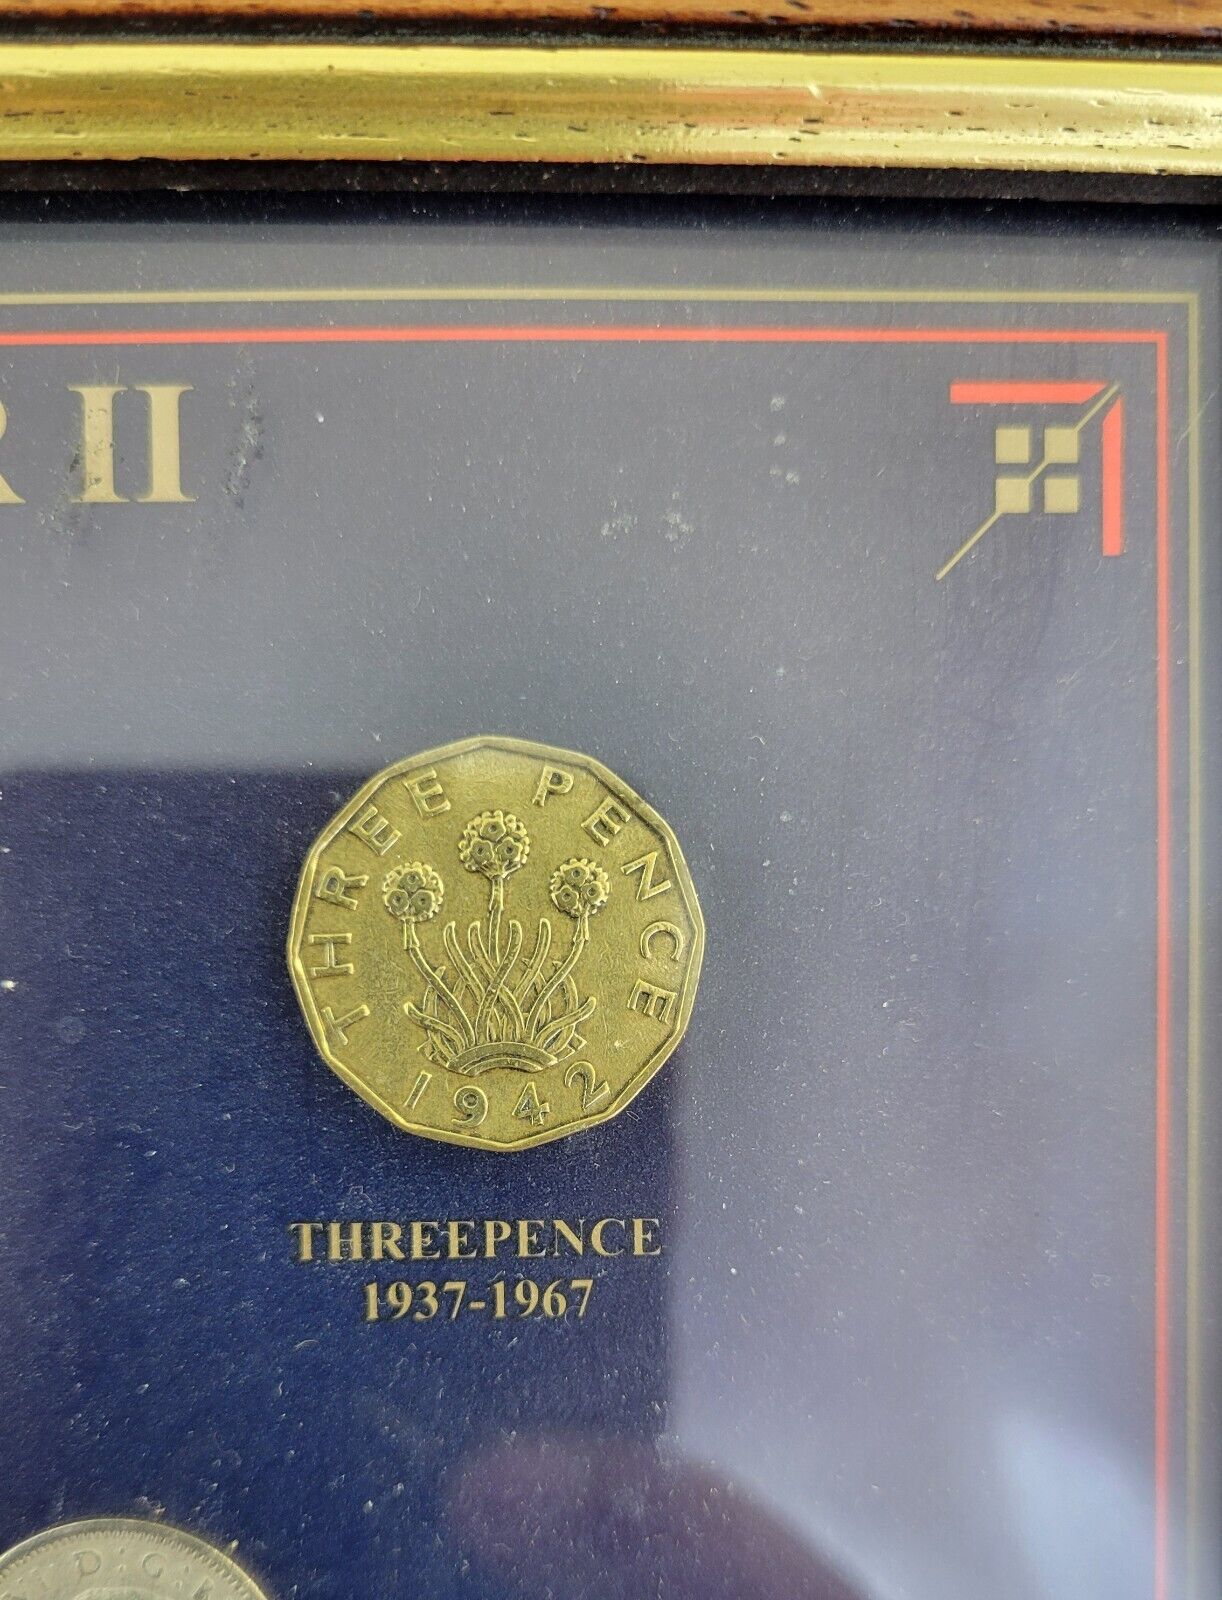 R II
THREE PENCE
1942
THREEPENCE
1937-1967
D·G·